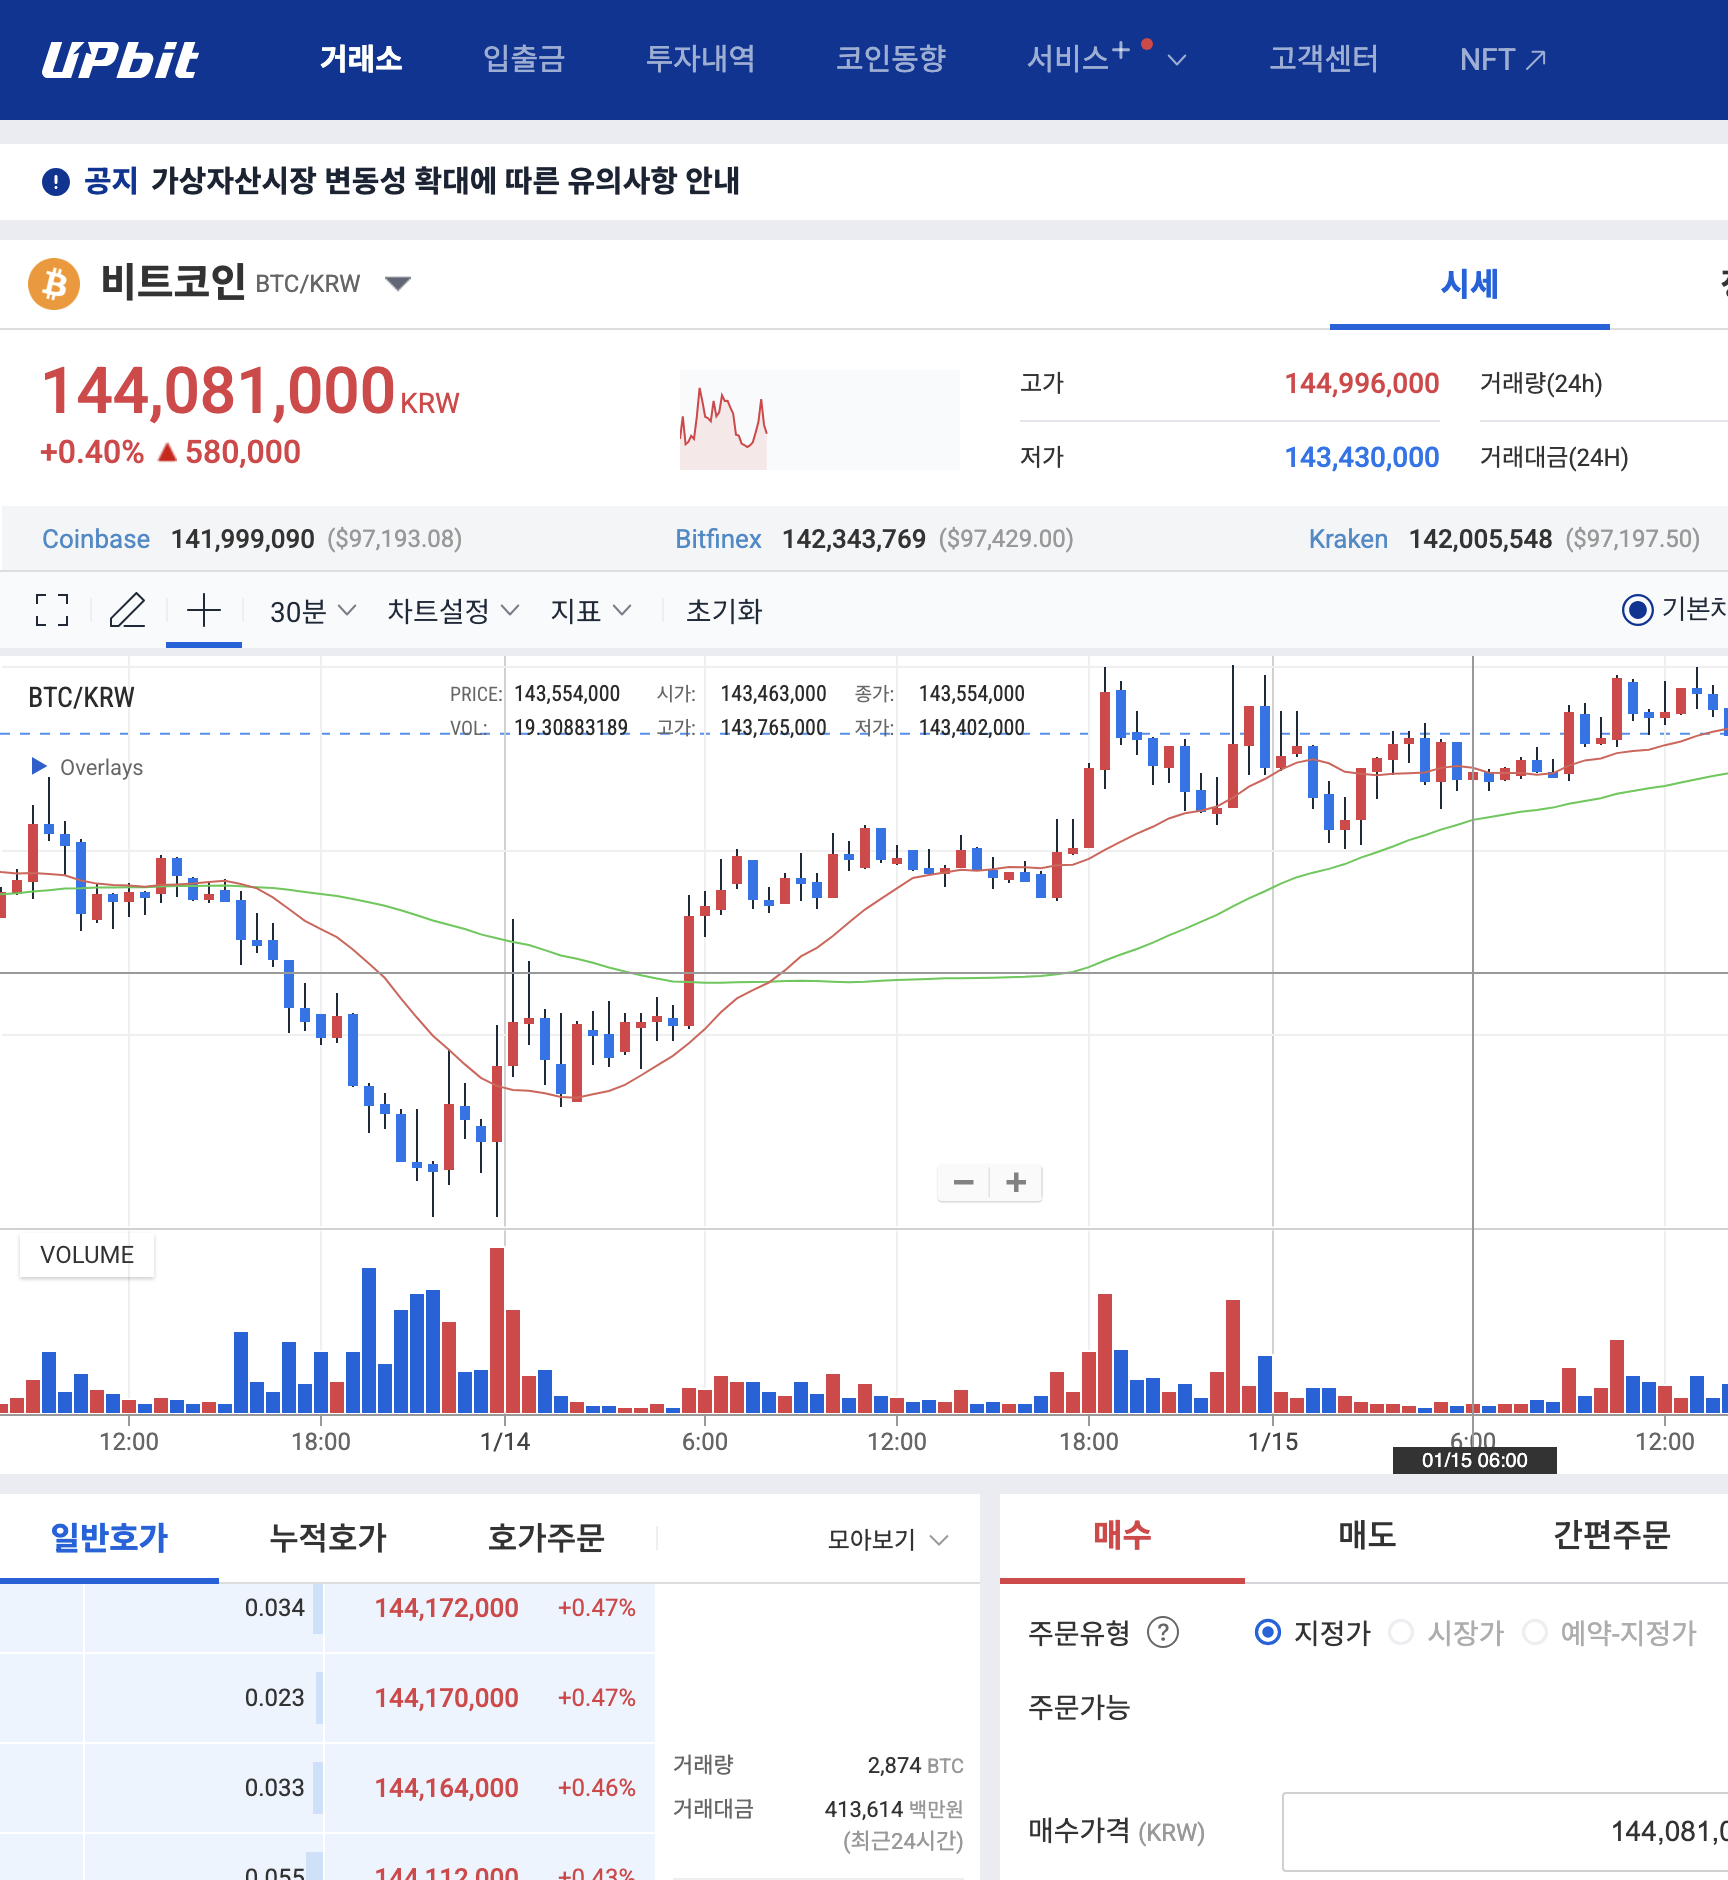 UPbit 거래소 입출금 투자내역 코인동향 서비스+ 고객센터 NFT
공지 가상자산시장 변동성 확대에 따른 유의사항 안내
비트코인 BTC/KRW
시세
144,081,000 KRW
+0.40% ▲ 580,000
고가 144,996,000 거래량(24h)
저가 143,430,000 거래대금(24H)
Coinbase 141,999,090 ($97,193.08) Bitfinex 142,343,769 ($97,429.00) Kraken 142,005,548 ($97,197.50)
30분 차트설정 지표 초기화
기본
BTC/KRW
PRICE: 143,554,000 시가: 143,463,000 종가: 143,554,000
VOL: 19.30883189 고가: 143,765,000 저가: 143,402,000
Overlays
VOLUME
12:00 18:00 1/14 6:00 12:00 18:00 1/15 6:00 12:00
01/15 06:00
일반호가 누적호가 호가주문 모아보기
0.034 144,172,000 +0.47%
0.023 144,170,000 +0.47%
0.033 144,164,000 +0.46%
0.055 144,112,000 +0.43%
거래량 2,874 BTC
거래대금 413,614 백만원
(최근24시간)
매수 매도 간편주문
주문유형 ? 지정가 시장가 예약-지정가
주문가능
매수가격 (KRW) 144,081,0